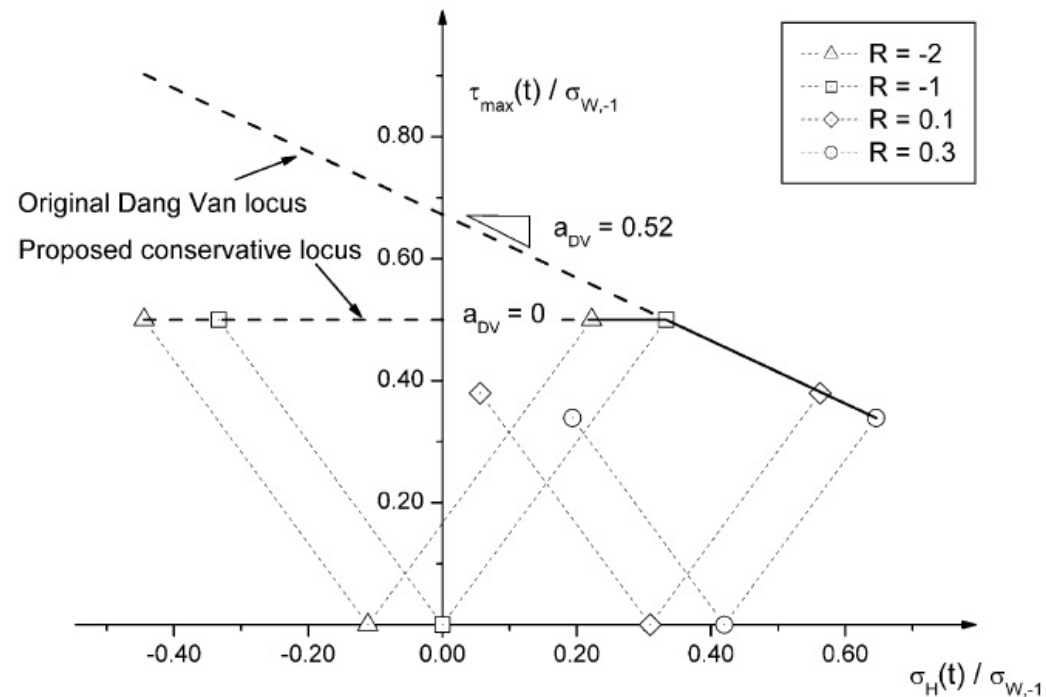 τmax(t) / σW,-1
R = -2
R = -1
R = 0.1
R = 0.3
0.80
Original Dang Van locus
Proposed conservative locus
aDV = 0.52
0.60
aDV = 0
0.40
0.20
-0.40
-0.20
0.00
0.20
0.40
0.60
σH(t) / σW,-1